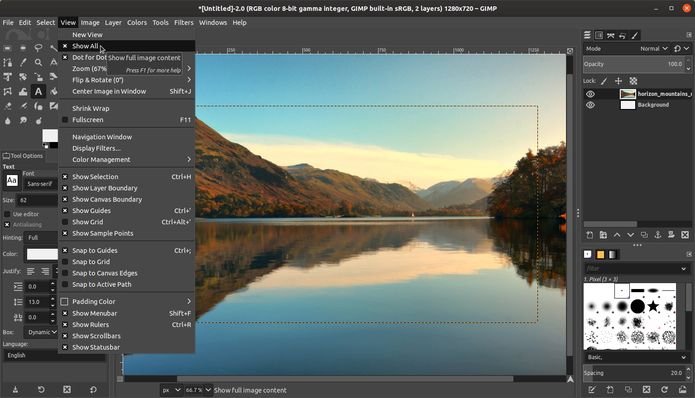 *[Untitled]-2.0 (RGB color 8-bit gamma integer, GIMP built-in sRGB, 2 layers) 1280x720 – GIMP
File Edit Select View Image Layer Colors Tools Filters Windows Help
New View
Show All
Dot for Dot
Show full image content
Press F1 for more help
Zoom (67%
Flip & Rotate (0°)
Center Image in Window Shift+J
Shrink Wrap
Fullscreen F11
Navigation Window
Display Filters...
Color Management
Show Selection Ctrl+H
Show Layer Boundary
Show Canvas Boundary
Show Guides Ctrl+'
Show Grid Ctrl+Alt+'
Show Sample Points
Snap to Guides Ctrl+;
Snap to Grid
Snap to Canvas Edges
Snap to Active Path
Padding Color
Show Menubar Shift+F
Show Rulers Ctrl+R
Show Scrollbars
Show Statusbar
Tool Options
Text
Font
Aa
Sans-serif
Size: 62
Use editor
Antialiasing
Hinting: Full
Color:
Justify:
0.0
13.0
0.0
Box: Dynamic
Language:
English
250
500
750
1000
1250
px 66.7 % Show full image content
Mode Normal
Opacity 100.0
Lock:
horizon_mountains_r
Background
filter
1. Pixel (3 × 3)
Basic,
Spacing 20.0